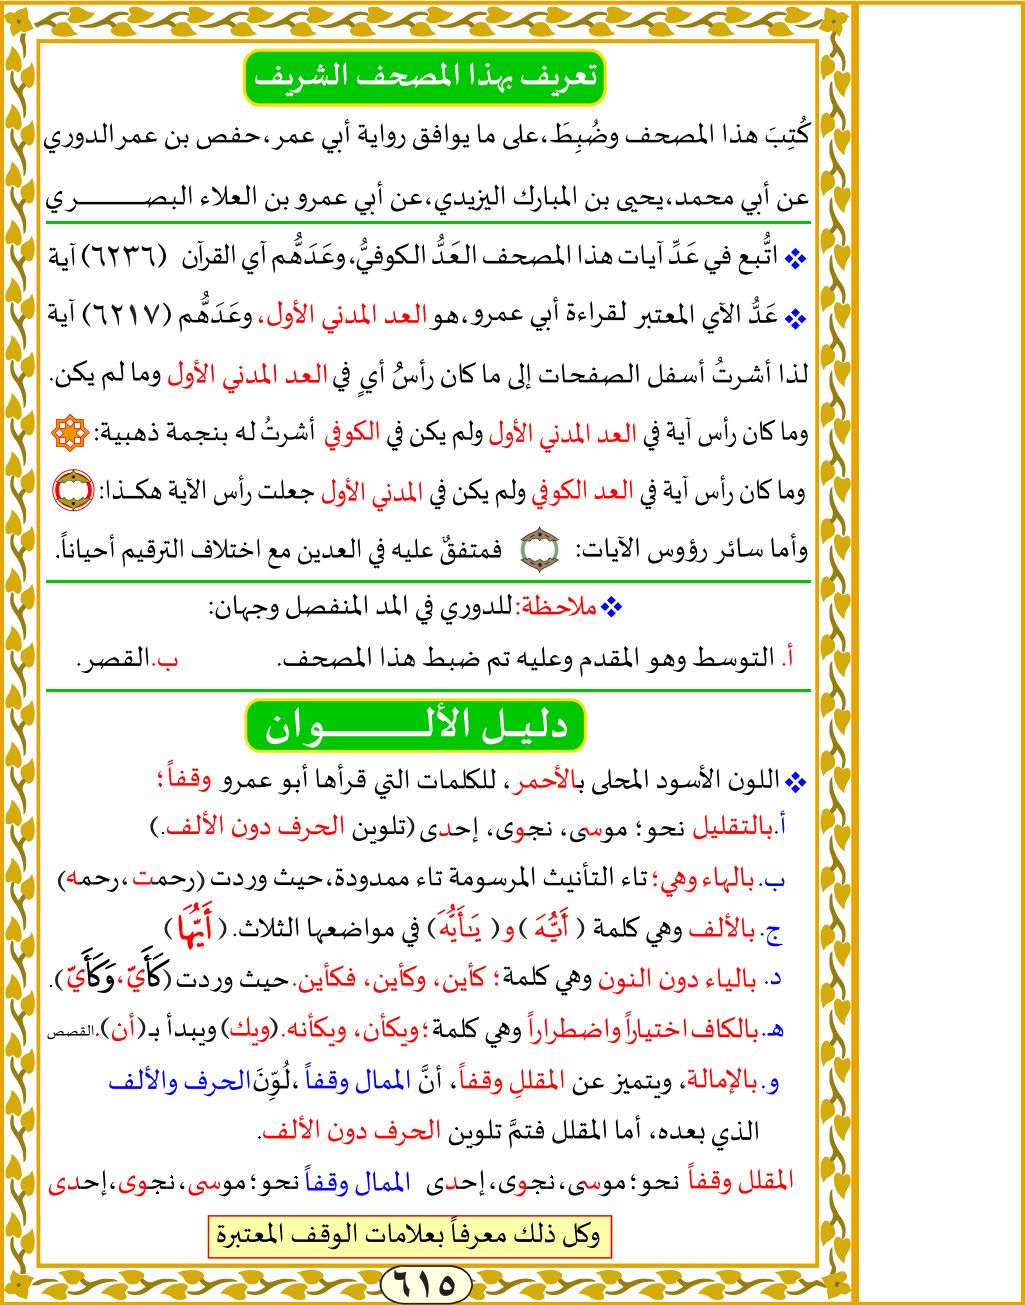 تعريف بهذا المصحف الشريف
كُتِبَ هذا المصحف وضُبِطَ،على ما يوافق رواية أبي عمر،حفص بن عمر الدوري
عن أبي محمد،يحيى بن المبارك اليزيدي،عن أبي عمرو بن العلاء البصـــــــري
❖ اتُّبع في عَدِّ آيات هذا المصحف العَدُّ الكوفيُّ،وعَدَدُهُّم آي القرآن (٦٢٣٦) آية
❖ عَدُّ الآي المعتبر لقراءة أبي عمرو،هو العد المدني الأول، وعَدَدُهُّم (٦٢١٧) آية
لذا أشرتُ أسفل الصفحات إلى ما كان رأسُ أيٍ في العد المدني الأول وما لم يكن.
وما كان رأس آية في العد المدني الأول ولم يكن في الكوفي أشرتُ له بنجمة ذهبية:
وما كان رأس آية في العد الكوفي ولم يكن في المدني الأول جعلت رأس الآية هكـذا:
وأما سائر رؤوس الآيات: فمتفقٌ عليه في العدين مع اختلاف الترقيم أحياناً.
❖ملاحظة:للدوري في المد المنفصل وجهان:
أ. التوسط وهو المقدم وعليه تم ضبط هذا المصحف. ب.القصر.
دليـل الألـــــــوان
❖ اللون الأسود المحلى بالأحمر، للكلمات التي قرأها أبو عمرو وقفاً؛
أ.بالتقليل نحو؛ موسى، نجوى، إحدى (تلوين الحرف دون الألف.)
ب.بالهاء وهي؛ تاء التأنيث المرسومة تاء ممدودة،حيث وردت (رحمت،رحمه)
ج.بالألف وهي كلمة (أَيُّهَ) و(يَـٰأَيُّهَ) في مواضعها الثلاث. (أَيُّهَا)
د. بالياء دون النون وهي كلمة؛ كأين، وكأين، فكأين.حيث وردت (كَأَيّ،وَكَأَيّ).
هـ.بالكاف اختياراً واضطراراً وهي كلمة؛ويكأن، ويكأنه.(ويك) ويبدأ بـ(أن).القصص
و.بالإمالة، ويتميز عن المقللِ وقفاً، أنَّ الممال وقفاً ،لُوِّنَ الحرف والألف
الذي بعده، أما المقلل فتمَّ تلوين الحرف دون الألف.
المقلل وقفاً نحو؛ موسى،نجوى،إحدى الممال وقفاً نحو؛ موسى،نجوى،إحدى
وكل ذلك معرفاً بعلامات الوقف المعتبرة
٦١٥